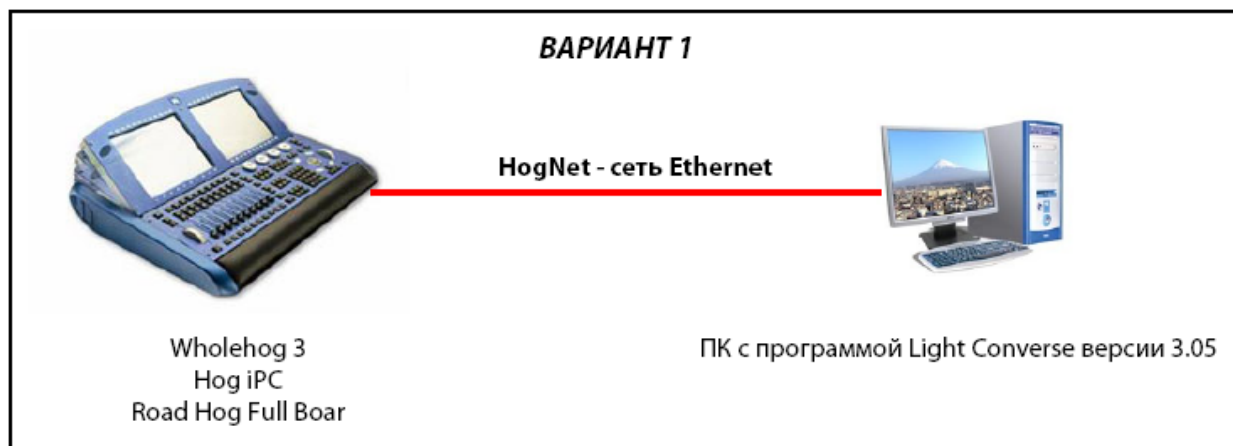 ВАРИАНТ 1
HogNet - сеть Ethernet
Wholehog 3
Hog iPC
Road Hog Full Boar
ПК с программой Light Converse версии 3.05